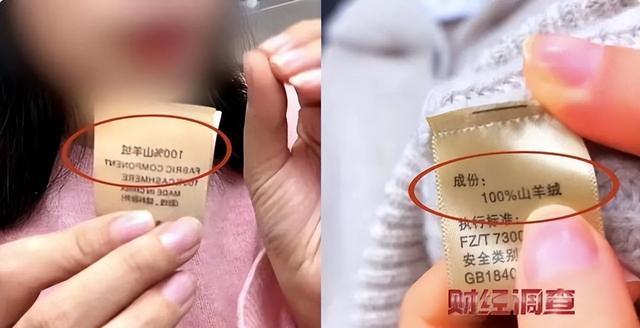 100%山羊绒
FABRIC COMPONENT
100%CASHMERE
MADE IN CHINA
成份:
100%山羊绒
执行标准:
FZ/T 7300
安全类别
GB1840
财经调查